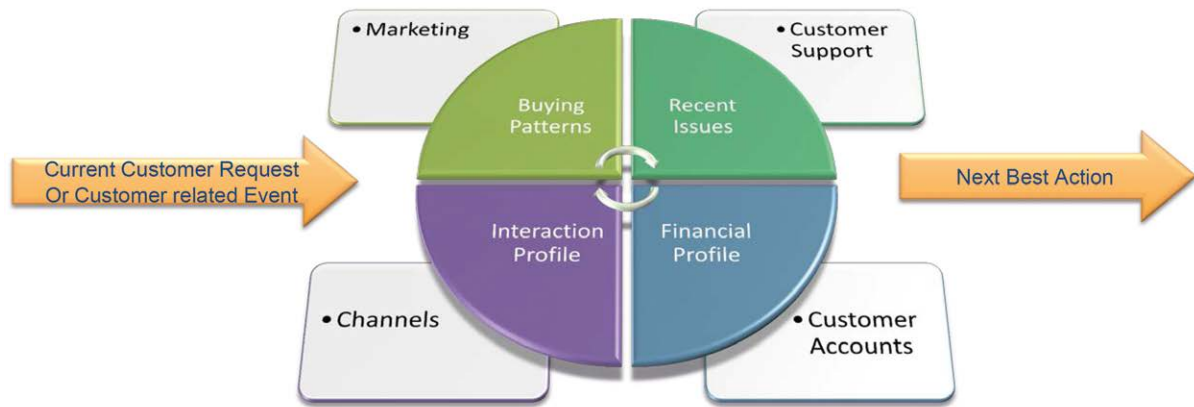 • Marketing
• Customer
Support
Buying
Patterns
Recent
Issues
Current Customer Request
Or Customer related Event
Next Best Action
Interaction
Profile
Financial
Profile
• Channels
• Customer
Accounts